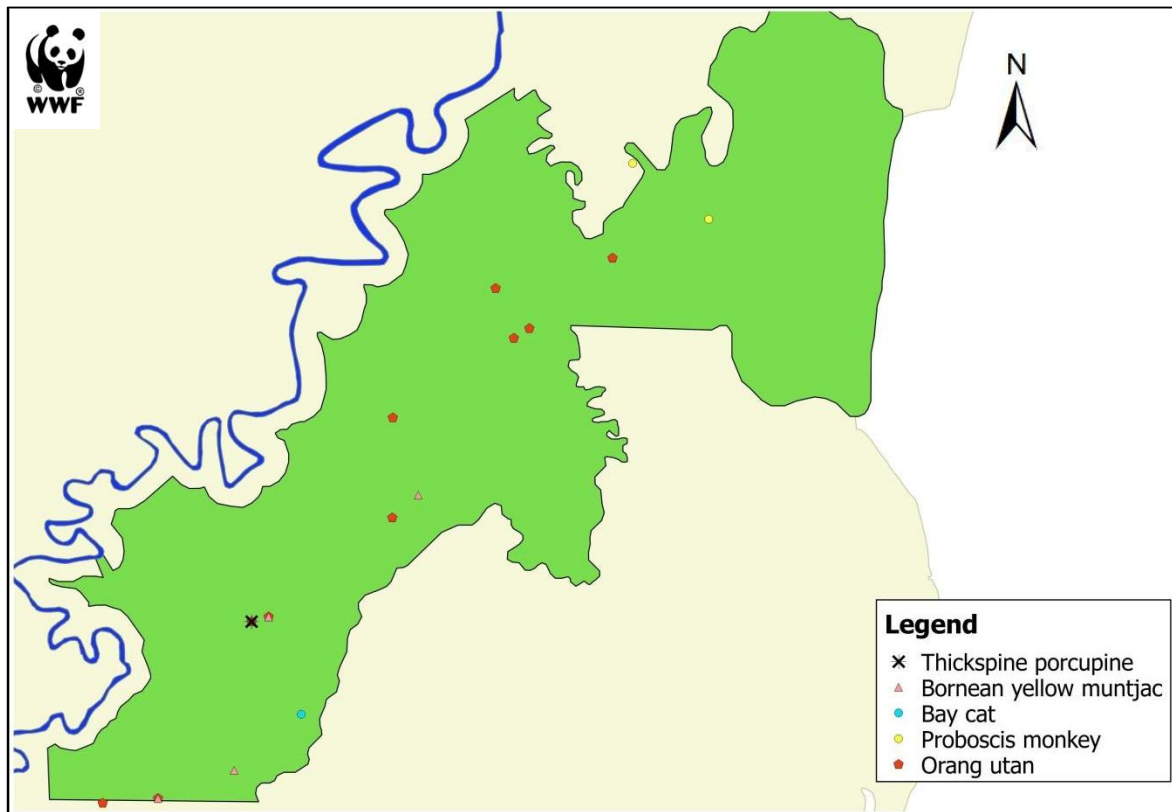 ©
®
WWF
N
Legend
Thickspine porcupine
Bornean yellow muntjac
Bay cat
Proboscis monkey
Orang utan